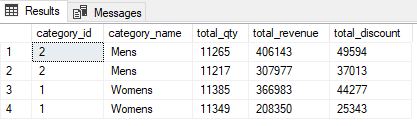 Results Messages
category_id category_name total_qty total_revenue total_discount
1 2 Mens 11265 406143 49594
2 2 Mens 11217 307977 37013
3 1 Womens 11385 366983 44277
4 1 Womens 11349 208350 25343